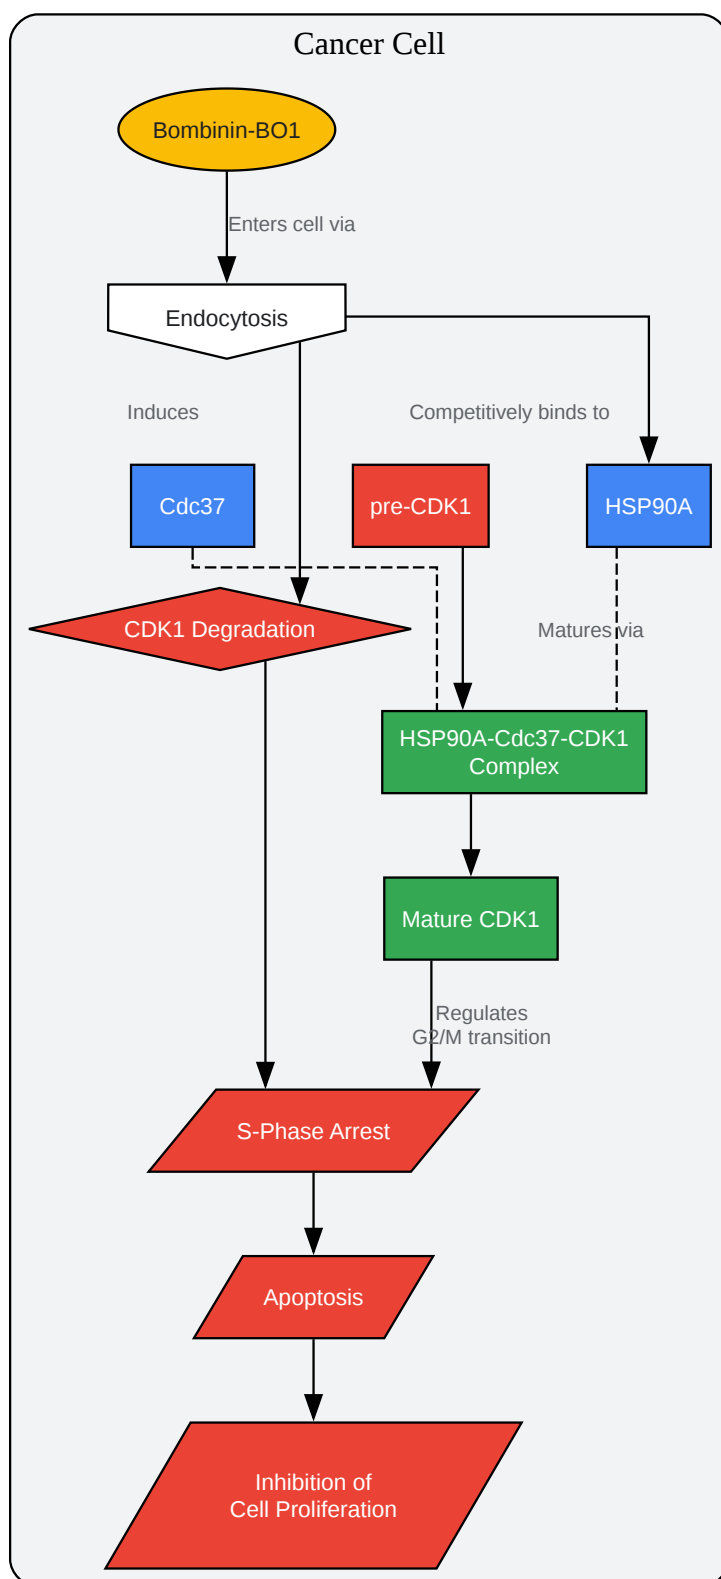 Cancer Cell
Bombinin-BO1
Enters cell via
Endocytosis
Induces
Competitively binds to
Cdc37
pre-CDK1
HSP90A
CDK1 Degradation
Matures via
HSP90A-Cdc37-CDK1
Complex
Mature CDK1
Regulates
G2/M transition
S-Phase Arrest
Apoptosis
Inhibition of
Cell Proliferation